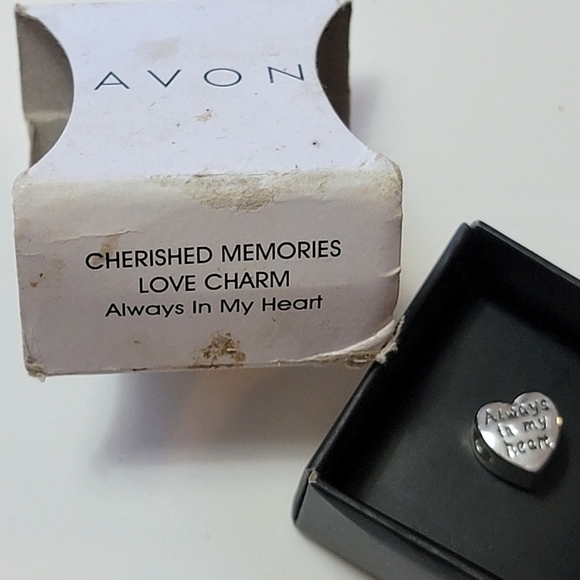 AVON
CHERISHED MEMORIES
LOVE CHARM
Always In My Heart
Always
in my
heart